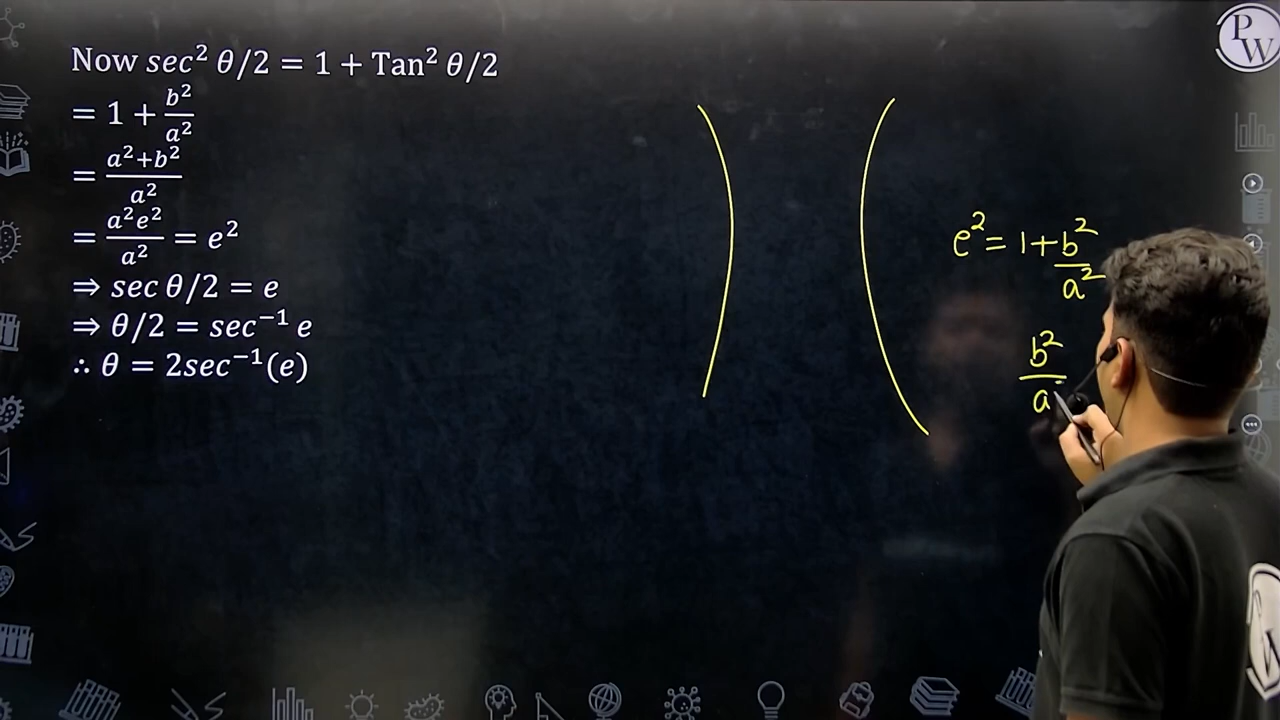 Now sec² θ/2 = 1 + Tan² θ/2
= 1 + b²/a²
= a²+b²/a²
= a²e²/a² = e²
⇒ sec θ/2 = e
⇒ θ/2 = sec⁻¹ e
∴ θ = 2sec⁻¹(e)
e² = 1 + b²/a²
b²/a
PW